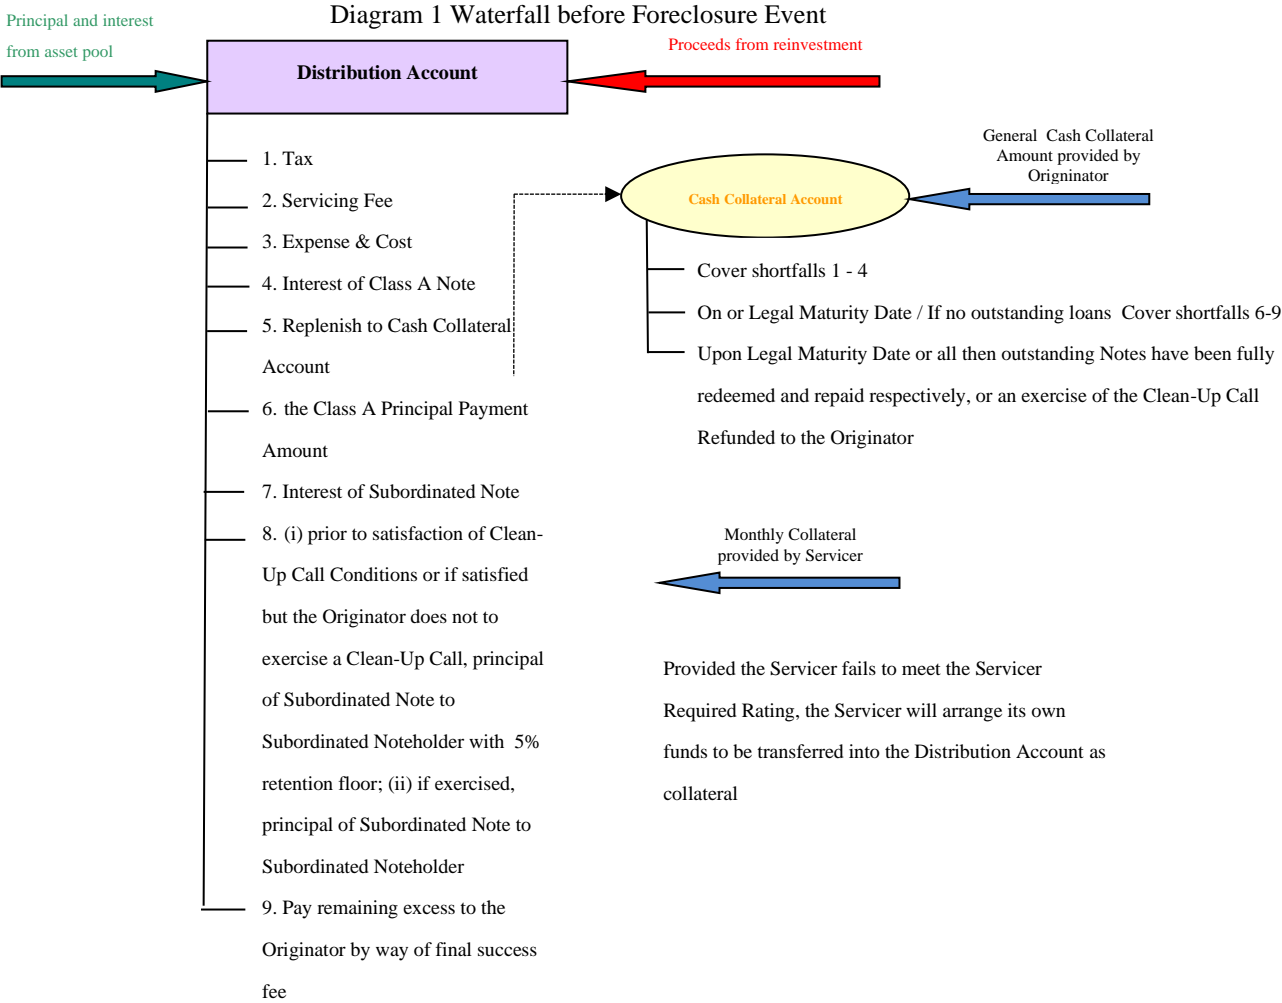 Diagram 1 Waterfall before Foreclosure Event
Principal and interest
from asset pool
Distribution Account
Proceeds from reinvestment
1. Tax
2. Servicing Fee
3. Expense & Cost
4. Interest of Class A Note
5. Replenish to Cash Collateral
Account
6. the Class A Principal Payment
Amount
7. Interest of Subordinated Note
8. (i) prior to satisfaction of Clean-
Up Call Conditions or if satisfied
but the Originator does not to
exercise a Clean-Up Call, principal
of Subordinated Note to
Subordinated Noteholder with 5%
retention floor; (ii) if exercised,
principal of Subordinated Note to
Subordinated Noteholder
9. Pay remaining excess to the
Originator by way of final success
fee
General Cash Collateral
Amount provided by
Origninator
Cash Collateral Account
Cover shortfalls 1 - 4
On or Legal Maturity Date / If no outstanding loans Cover shortfalls 6-9
Upon Legal Maturity Date or all then outstanding Notes have been fully
redeemed and repaid respectively, or an exercise of the Clean-Up Call
Refunded to the Originator
Monthly Collateral
provided by Servicer
Provided the Servicer fails to meet the Servicer
Required Rating, the Servicer will arrange its own
funds to be transferred into the Distribution Account as
collateral